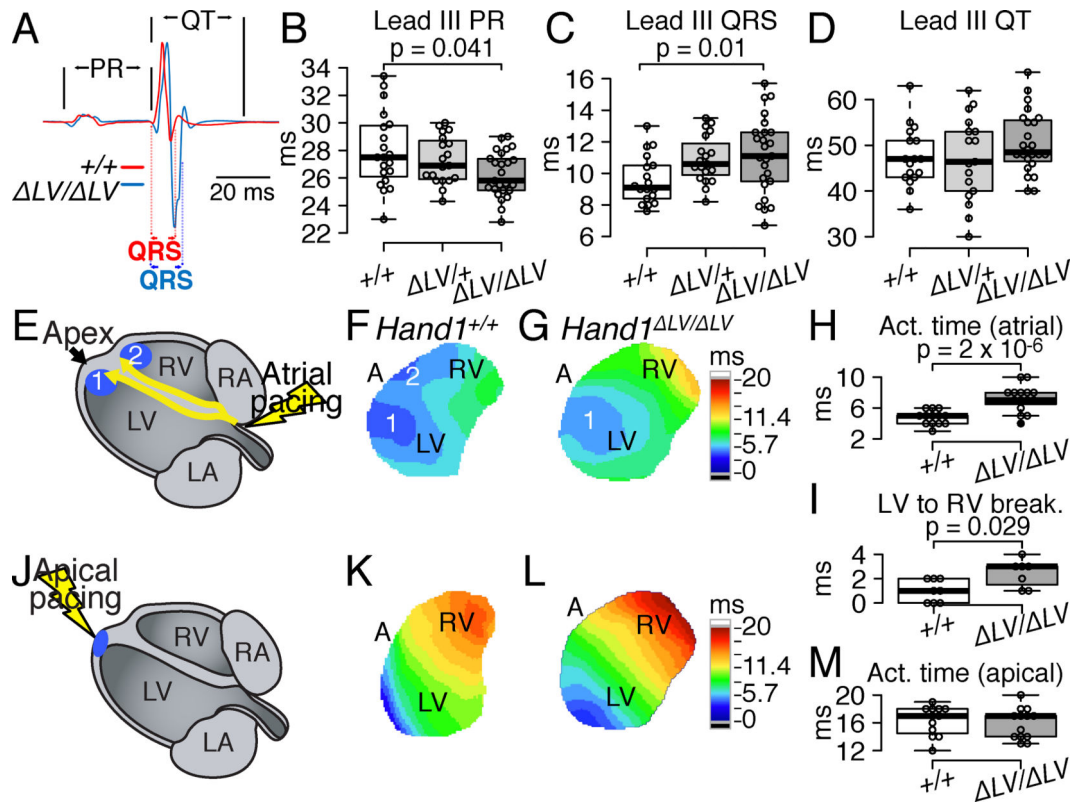 A
QT
PR
+/+
ΔLV/ΔLV
20 ms
QRS
QRS
B
Lead III PR
p = 0.041
ms
34
32
30
28
26
24
22
+/+
ΔLV/+
ΔLV/ΔLV
C
Lead III QRS
p = 0.01
ms
16
14
12
10
8
6
+/+
ΔLV/+
ΔLV/ΔLV
D
Lead III QT
ms
60
50
40
30
+/+
ΔLV/+
ΔLV/ΔLV
E
Apex
1
2
RV
RA
LV
LA
Atrial
pacing
F
Hand1+/+
A
2
RV
1
LV
G
Hand1ΔLV/ΔLV
A
RV
1
LV
ms
20
11.4
5.7
0
H
Act. time (atrial)
p = 2 x 10-6
ms
10
6
2
+/+
ΔLV/ΔLV
I
LV to RV break.
p = 0.029
ms
4
2
0
+/+
ΔLV/ΔLV
J
Apical
pacing
RV
RA
LV
LA
K
A
RV
LV
L
A
RV
LV
ms
20
11.4
5.7
0
M
Act. time (apical)
ms
20
16
12
+/+
ΔLV/ΔLV